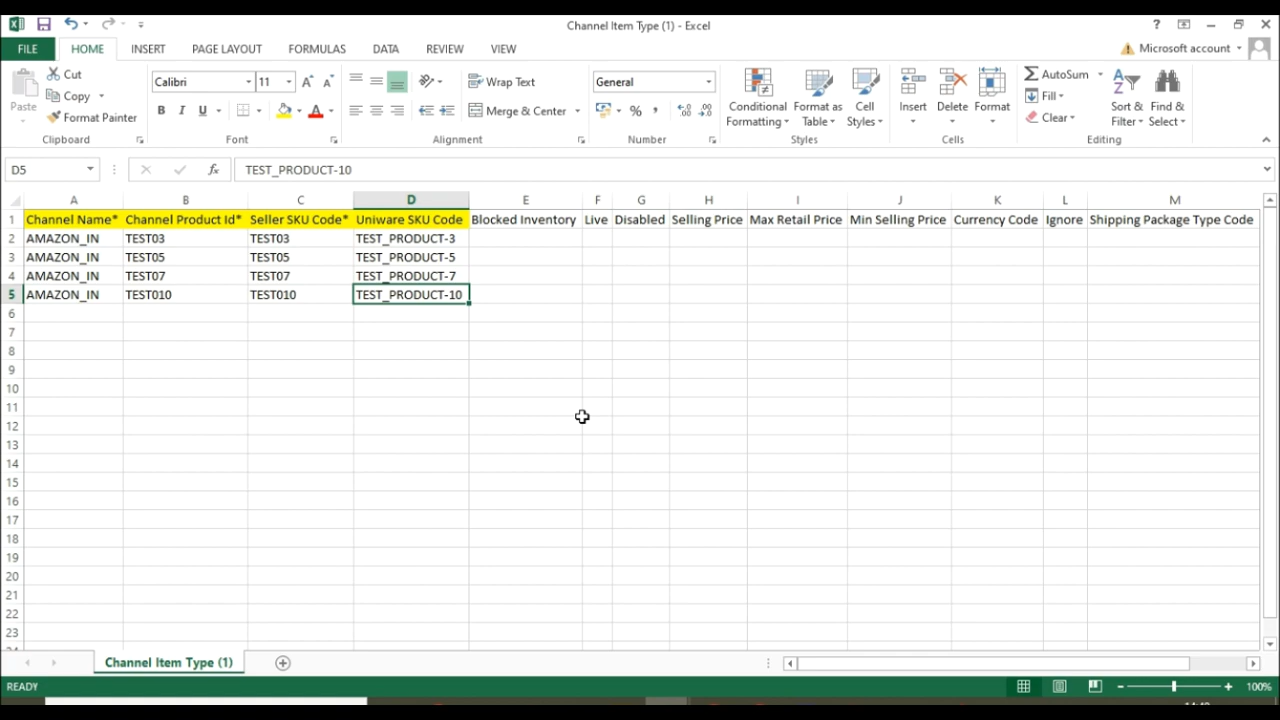 Channel Item Type (1) - Excel
?
FILE HOME INSERT PAGE LAYOUT FORMULAS DATA REVIEW VIEW Microsoft account
Paste Cut Copy Format Painter
Calibri 11
B I U A
Wrap Text
Merge & Center
General
%
Conditional Formatting
Format as Table
Cell Styles
Insert Delete Format
AutoSum Fill Clear
Sort & Filter
Find & Select
Clipboard Font Alignment Number Styles Cells Editing
D5 fx TEST_PRODUCT-10
A B C D E F G H I J K L M
1 Channel Name* Channel Product Id* Seller SKU Code* Uniware SKU Code Blocked Inventory Live Disabled Selling Price Max Retail Price Min Selling Price Currency Code Ignore Shipping Package Type Code
2 AMAZON_IN TEST03 TEST03 TEST_PRODUCT-3
3 AMAZON_IN TEST05 TEST05 TEST_PRODUCT-5
4 AMAZON_IN TEST07 TEST07 TEST_PRODUCT-7
5 AMAZON_IN TEST010 TEST010 TEST_PRODUCT-10
6
7
8
9
10
11
12
13
14
15
16
17
18
19
20
21
22
23
Channel Item Type (1)
READY 100%